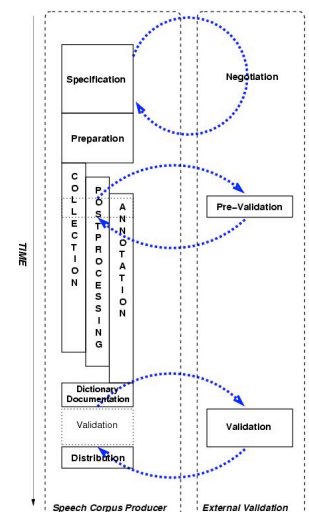 Specification
Negotiation
Preparation
COLLECTION
POSTPROCESSING
ANNOTATION
Pre-Validation
TIME
Dictionary
Documentation
Validation
Validation
Distribution
Speech Corpus Producer
External Validation